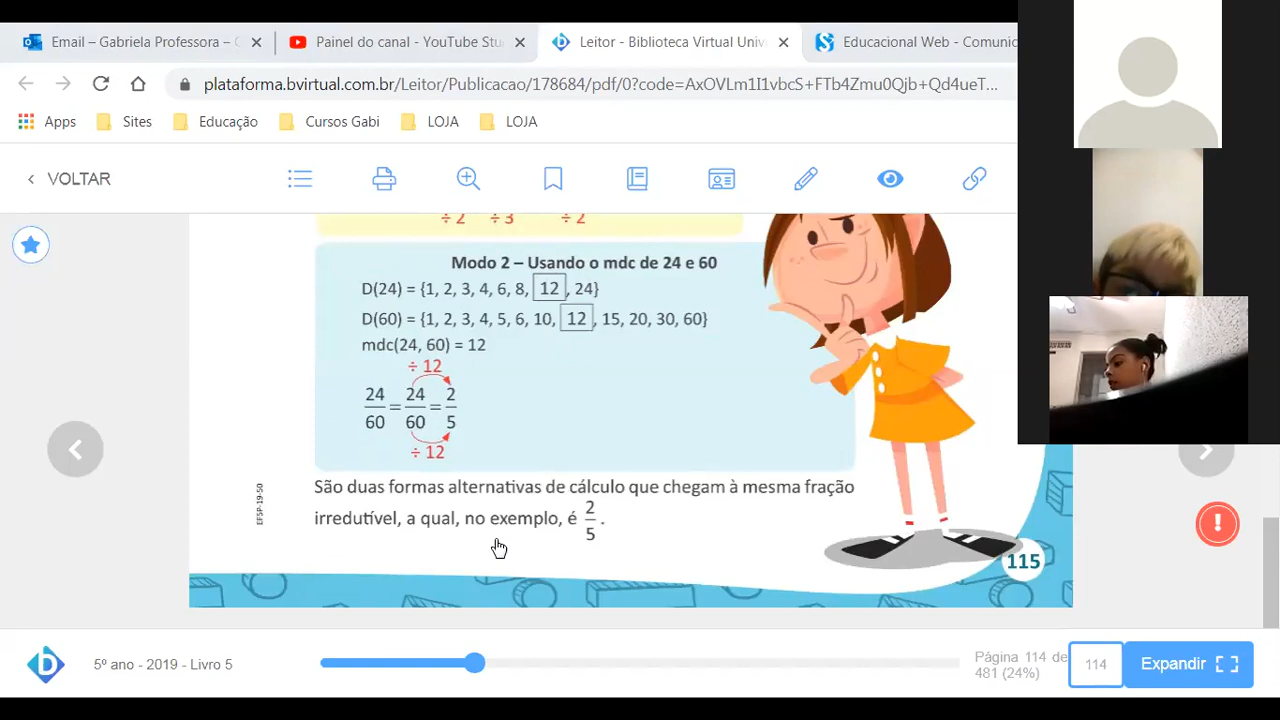 Email – Gabriela Professora –
Painel do canal - YouTube Stu
Leitor - Biblioteca Virtual Univ
Educacional Web - Comunic
plataforma.bvirtual.com.br/Leitor/Publicacao/178684/pdf/0?code=AxOVLm1I1vbcS+FTb4Zmu0Qjb+Qd4ueT...
Apps Sites Educação Cursos Gabi LOJA LOJA
VOLTAR
÷ 2 ÷ 3 ÷ 2
Modo 2 – Usando o mdc de 24 e 60
D(24) = {1, 2, 3, 4, 6, 8, 12, 24}
D(60) = {1, 2, 3, 4, 5, 6, 10, 12, 15, 20, 30, 60}
mdc(24, 60) = 12
÷ 12
24/60 = 24/60 = 2/5
÷ 12
São duas formas alternativas de cálculo que chegam à mesma fração
irredutível, a qual, no exemplo, é 2/5.
EF5P-19-50
115
5º ano - 2019 - Livro 5
Página 114 de
481 (24%)
114
Expandir